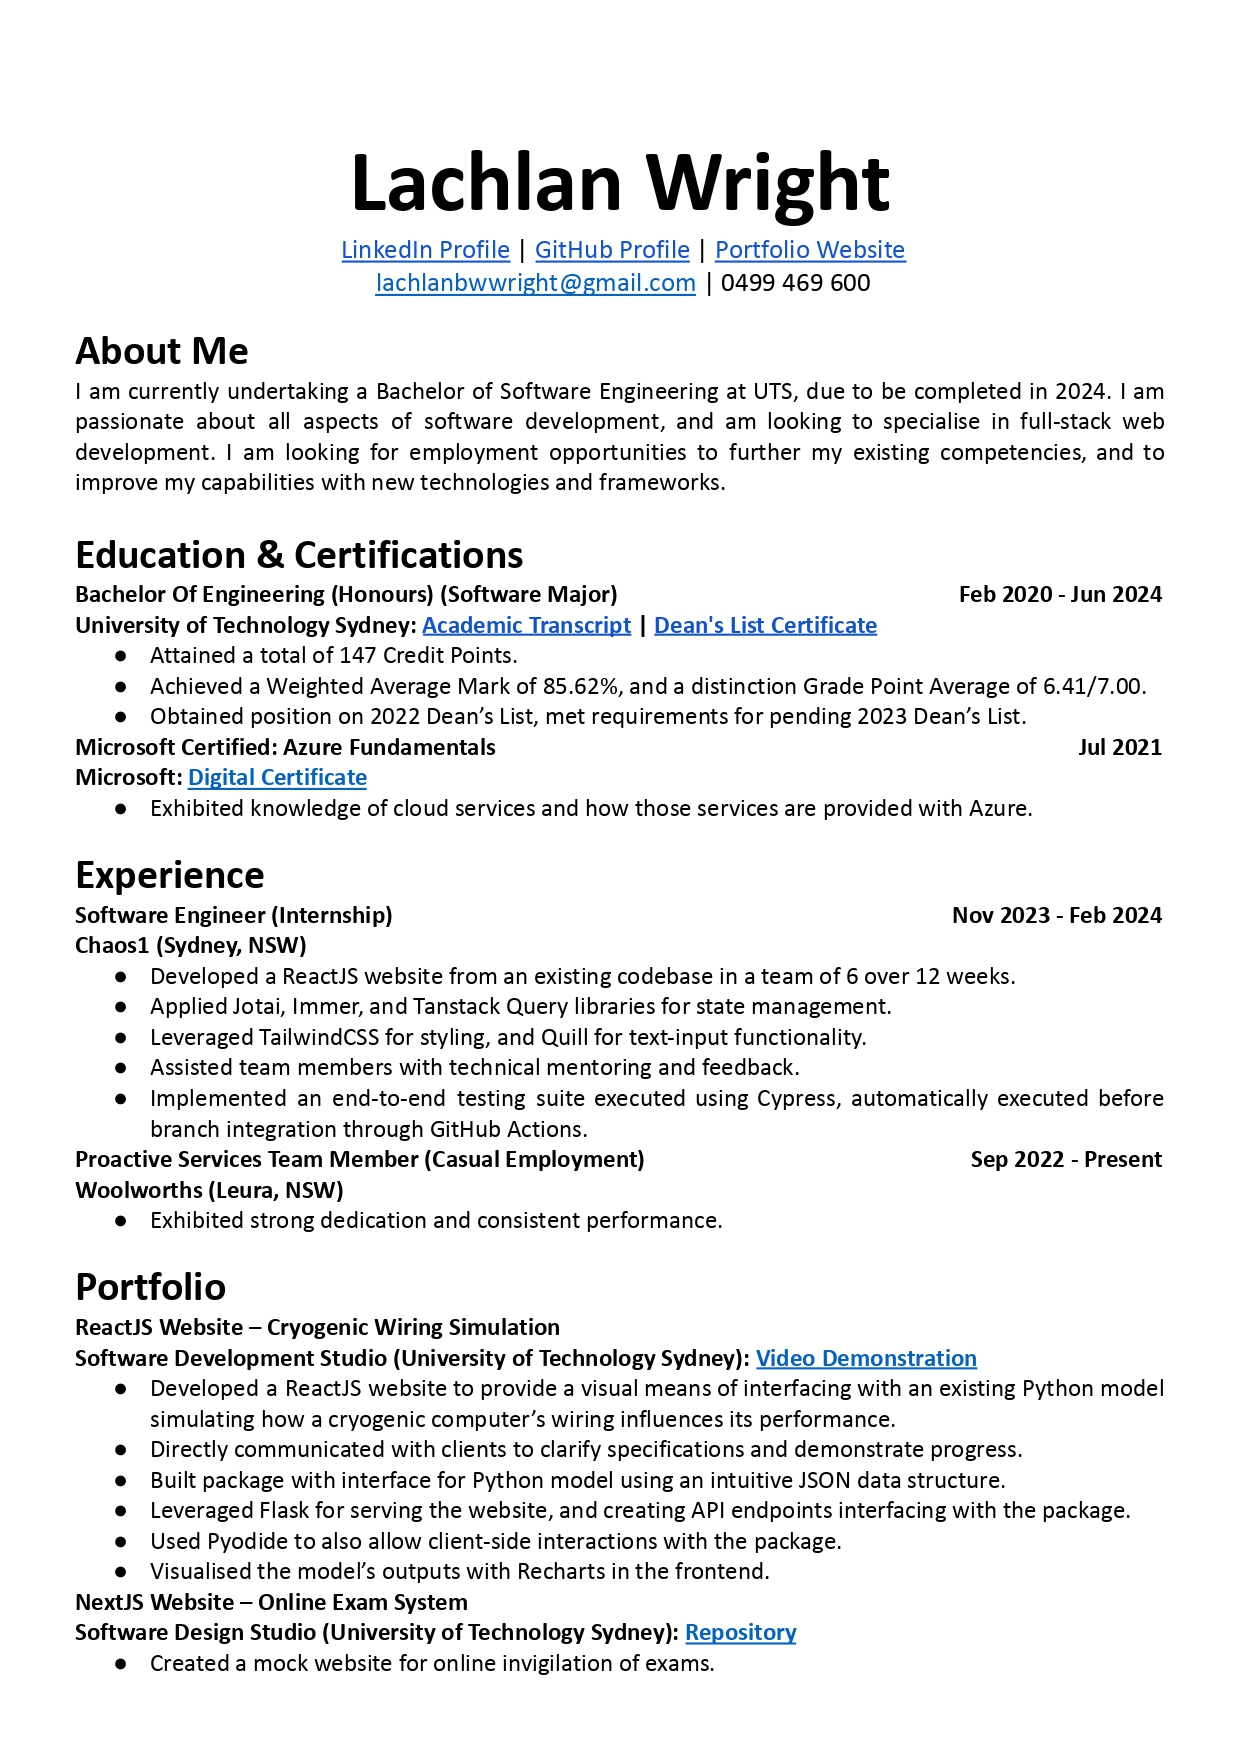 Lachlan Wright
LinkedIn Profile | GitHub Profile | Portfolio Website
lachlanbwwright@gmail.com | 0499 469 600
About Me
I am currently undertaking a Bachelor of Software Engineering at UTS, due to be completed in 2024. I am
passionate about all aspects of software development, and am looking to specialise in full-stack web
development. I am looking for employment opportunities to further my existing competencies, and to
improve my capabilities with new technologies and frameworks.
Education & Certifications
Bachelor Of Engineering (Honours) (Software Major) Feb 2020 - Jun 2024
University of Technology Sydney: Academic Transcript | Dean's List Certificate
● Attained a total of 147 Credit Points.
● Achieved a Weighted Average Mark of 85.62%, and a distinction Grade Point Average of 6.41/7.00.
● Obtained position on 2022 Dean’s List, met requirements for pending 2023 Dean’s List.
Microsoft Certified: Azure Fundamentals Jul 2021
Microsoft: Digital Certificate
● Exhibited knowledge of cloud services and how those services are provided with Azure.
Experience
Software Engineer (Internship) Nov 2023 - Feb 2024
Chaos1 (Sydney, NSW)
● Developed a ReactJS website from an existing codebase in a team of 6 over 12 weeks.
● Applied Jotai, Immer, and Tanstack Query libraries for state management.
● Leveraged TailwindCSS for styling, and Quill for text-input functionality.
● Assisted team members with technical mentoring and feedback.
● Implemented an end-to-end testing suite executed using Cypress, automatically executed before
branch integration through GitHub Actions.
Proactive Services Team Member (Casual Employment) Sep 2022 - Present
Woolworths (Leura, NSW)
● Exhibited strong dedication and consistent performance.
Portfolio
ReactJS Website – Cryogenic Wiring Simulation
Software Development Studio (University of Technology Sydney): Video Demonstration
● Developed a ReactJS website to provide a visual means of interfacing with an existing Python model
simulating how a cryogenic computer’s wiring influences its performance.
● Directly communicated with clients to clarify specifications and demonstrate progress.
● Built package with interface for Python model using an intuitive JSON data structure.
● Leveraged Flask for serving the website, and creating API endpoints interfacing with the package.
● Used Pyodide to also allow client-side interactions with the package.
● Visualised the model’s outputs with Recharts in the frontend.
NextJS Website – Online Exam System
Software Design Studio (University of Technology Sydney): Repository
● Created a mock website for online invigilation of exams.